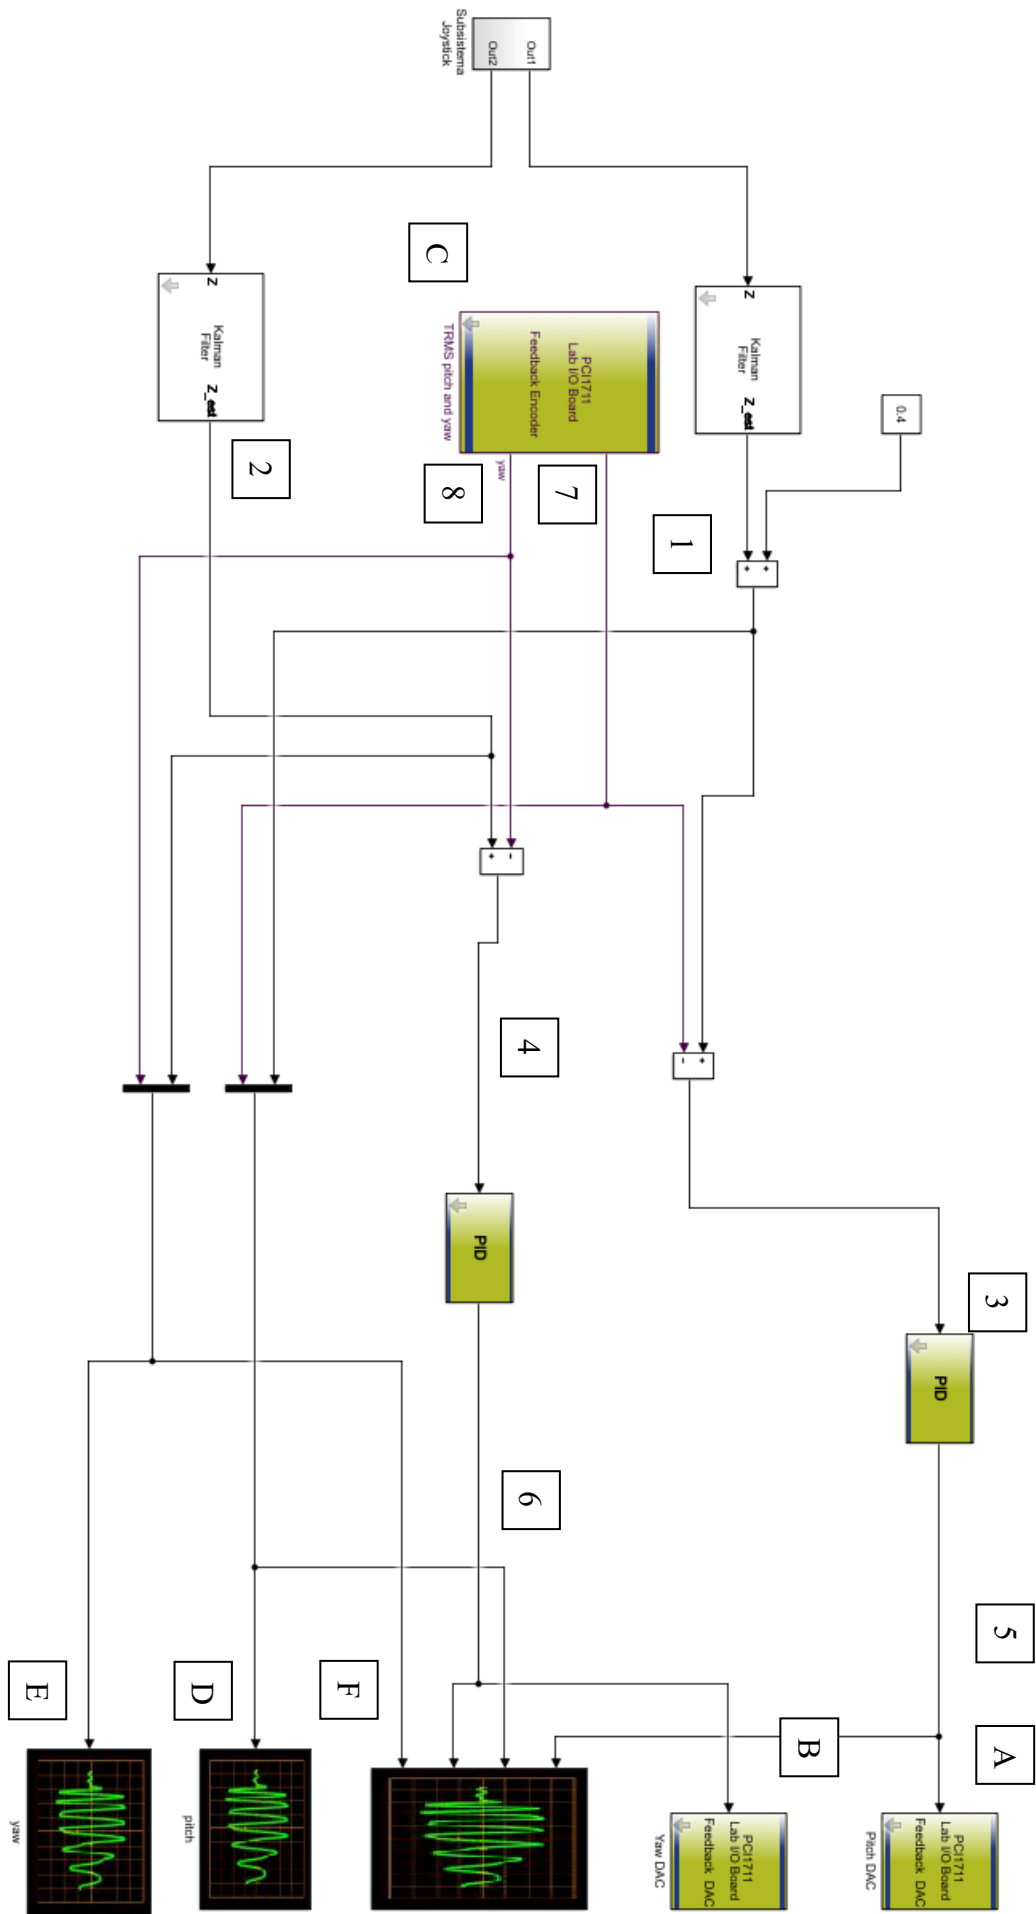 3
5
A
PID
PCI1711
Lab I/O Board
Feedback DAC
Pitch DAC
0.4
B
Z
Kalman
Filter
Z_est
+
+
1
+
-
PCI1711
Lab I/O Board
Feedback DAC
Yaw DAC
Out1
Out2
Subsistema
Joystick
C
PCI1711
Lab I/O Board
Feedback Encoder
TRMS pitch and yaw
yaw
7
8
-
+
4
PID
6
F
Z
Kalman
Filter
Z_est
2
D
pitch
E
yaw